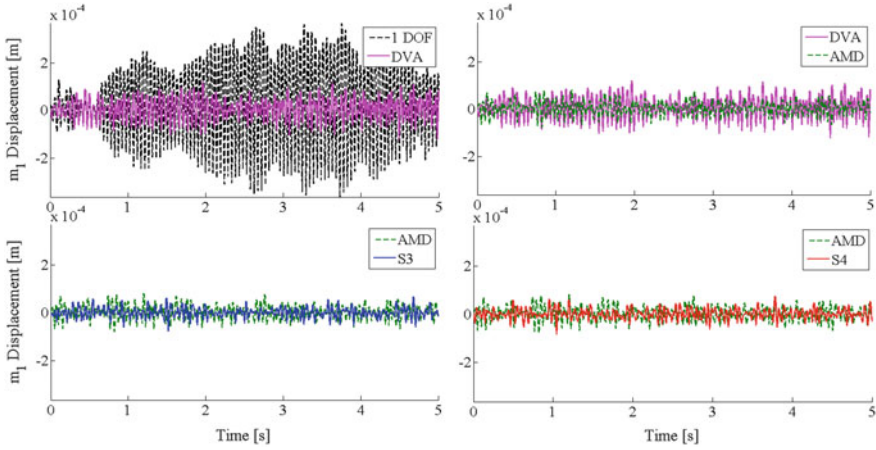 x 10⁻⁴
m₁ Displacement [m]
2
0
-2
0 1 2 3 4 5
1 DOF
DVA
x 10⁻⁴
2
0
-2
0 1 2 3 4 5
DVA
AMD
x 10⁻⁴
m₁ Displacement [m]
2
0
-2
0 1 2 3 4 5
Time [s]
AMD
S3
x 10⁻⁴
2
0
-2
0 1 2 3 4 5
Time [s]
AMD
S4